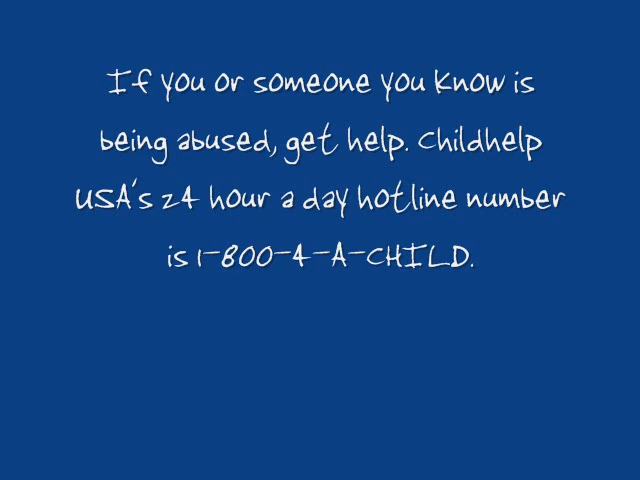 If you or someone you know is
being abused, get help. Childhelp
USA's 24 hour a day hotline number
is 1-800-4-A-CHILD.